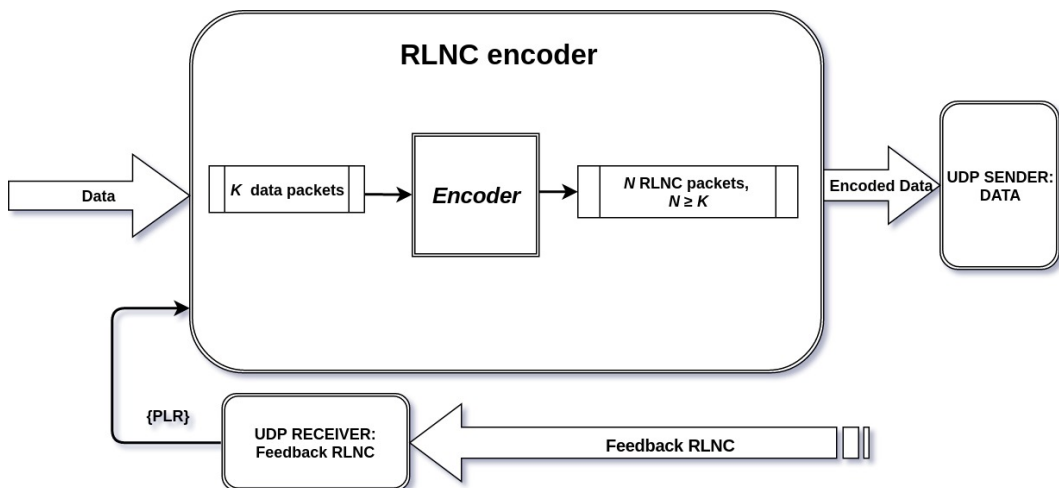 RLNC encoder
Data
K data packets
Encoder
N RLNC packets,
N ≥ K
Encoded Data
UDP SENDER:
DATA
{PLR}
UDP RECEIVER:
Feedback RLNC
Feedback RLNC